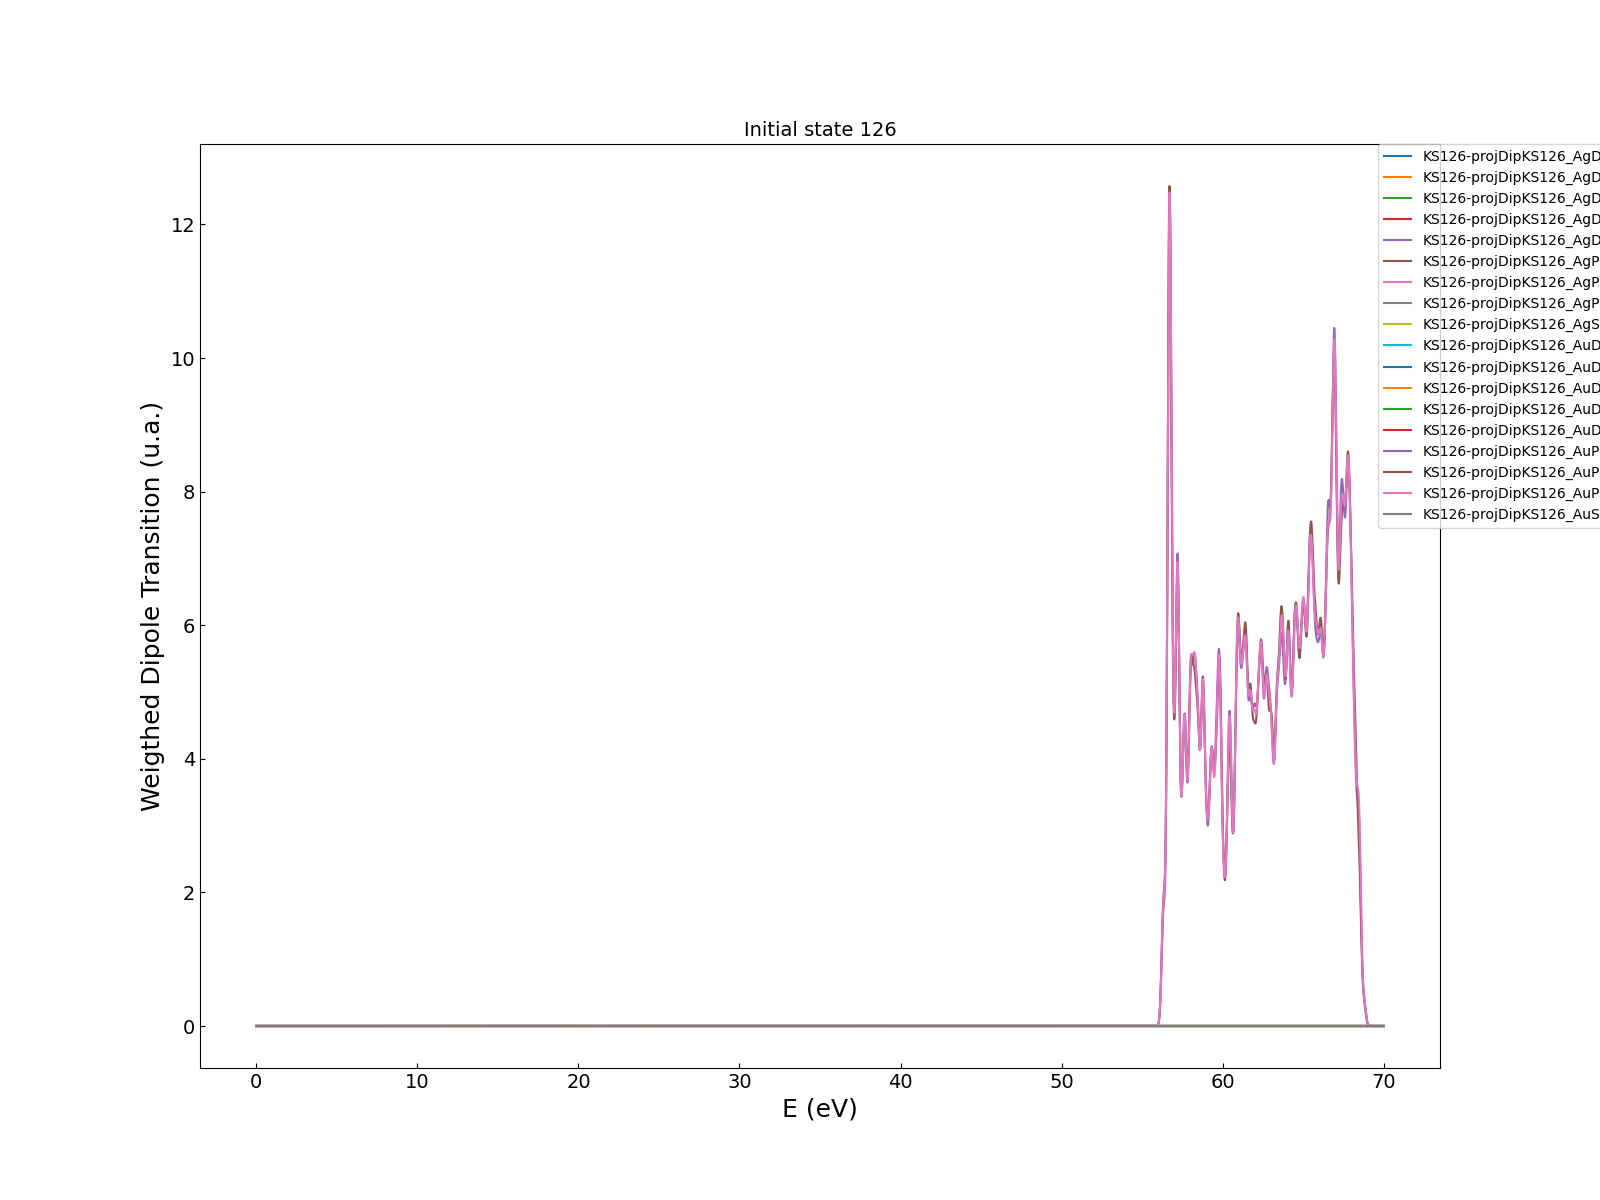 Initial state 126
Weigthed Dipole Transition (u.a.)
12
10
8
6
4
2
0
0 10 20 30 40 50 60 70
E (eV)
KS126-projDipKS126_AgD
KS126-projDipKS126_AgD
KS126-projDipKS126_AgD
KS126-projDipKS126_AgD
KS126-projDipKS126_AgD
KS126-projDipKS126_AgP
KS126-projDipKS126_AgP
KS126-projDipKS126_AgP
KS126-projDipKS126_AgS
KS126-projDipKS126_AuD
KS126-projDipKS126_AuD
KS126-projDipKS126_AuD
KS126-projDipKS126_AuD
KS126-projDipKS126_AuD
KS126-projDipKS126_AuP
KS126-projDipKS126_AuP
KS126-projDipKS126_AuP
KS126-projDipKS126_AuS